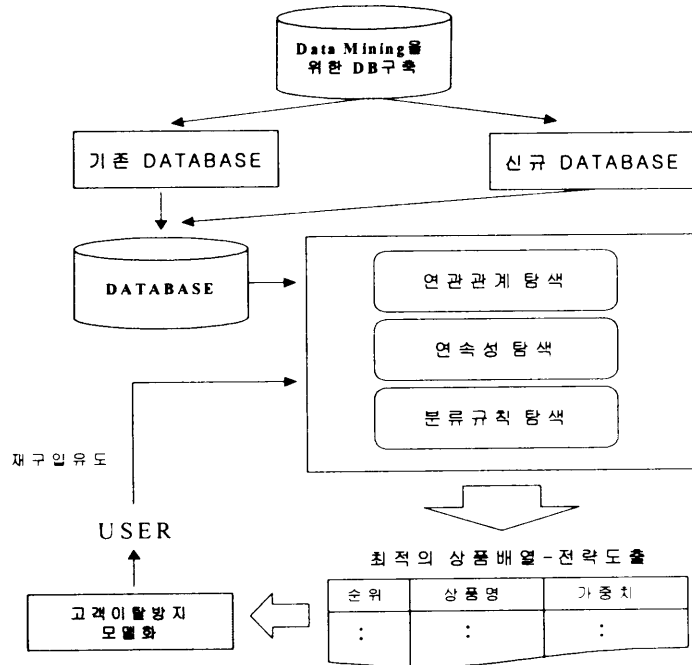 Data Mining을
위한 DB구축
기존 DATABASE
신규 DATABASE
DATABASE
연관관계 탐색
연속성 탐색
분류규칙 탐색
재구입유도
USER
최적의 상품배열-전략도출
순위 상품명 가중치
: : :
고객이탈방지
모델화